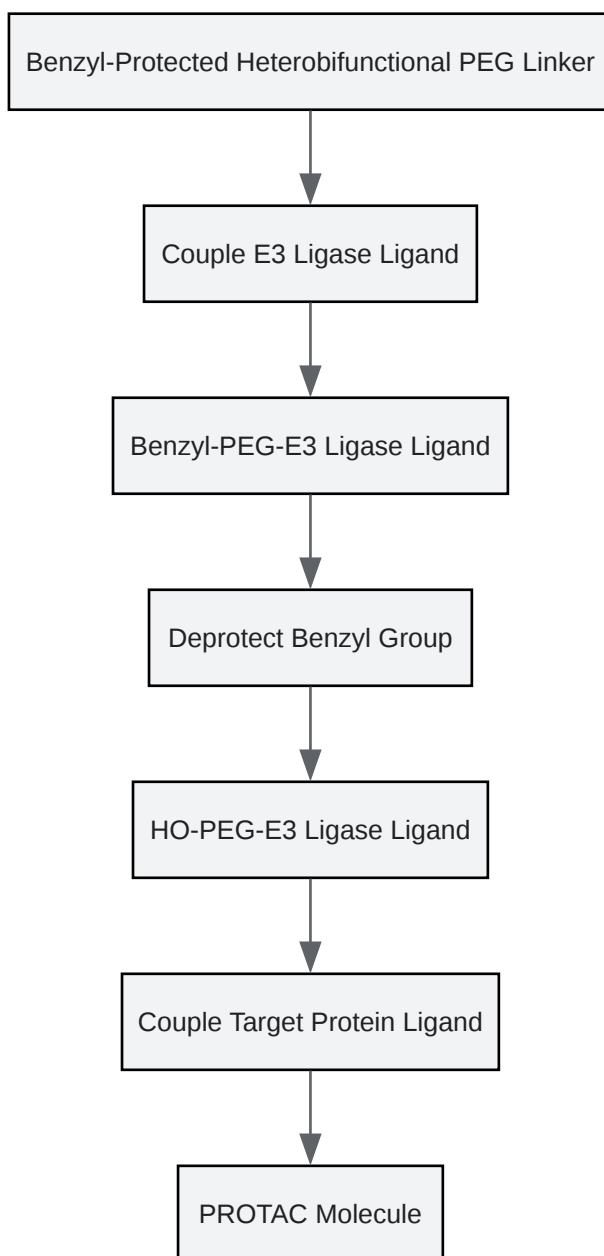 Benzyl-Protected Heterobifunctional PEG Linker
Couple E3 Ligase Ligand
Benzyl-PEG-E3 Ligase Ligand
Deprotect Benzyl Group
HO-PEG-E3 Ligase Ligand
Couple Target Protein Ligand
PROTAC Molecule